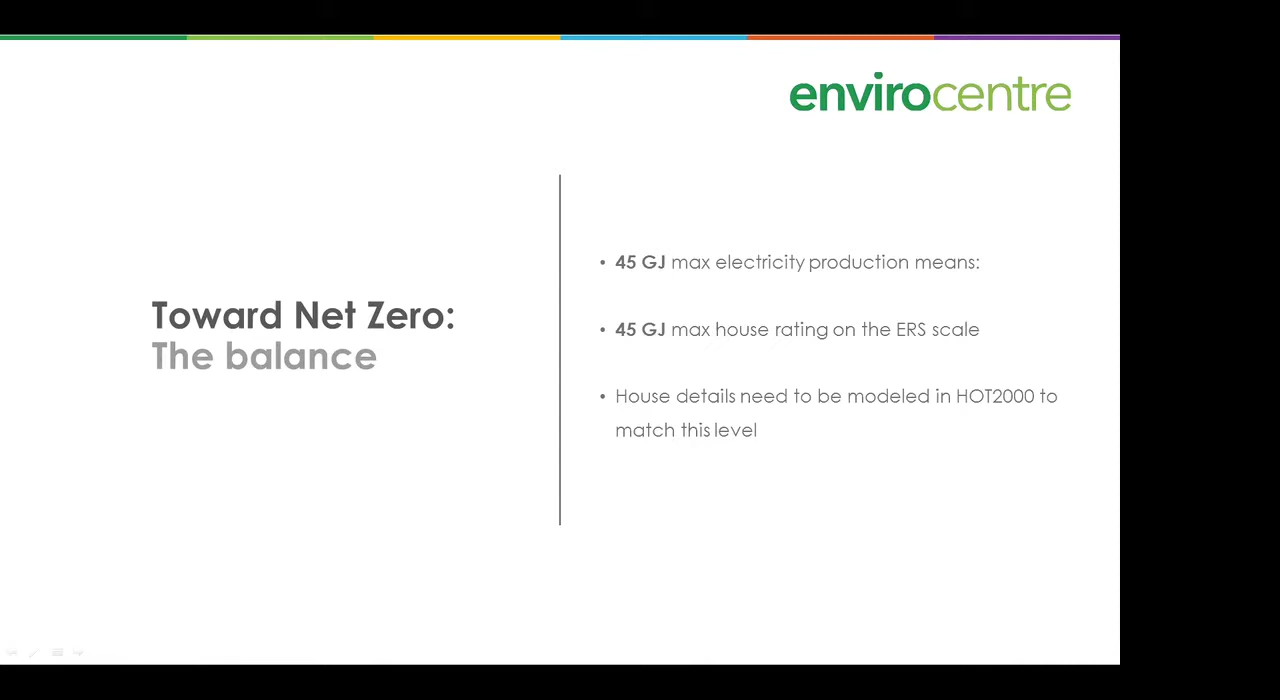 envirocentre
Toward Net Zero:
The balance
• 45 GJ max electricity production means:
• 45 GJ max house rating on the ERS scale
• House details need to be modeled in HOT2000 to
match this level